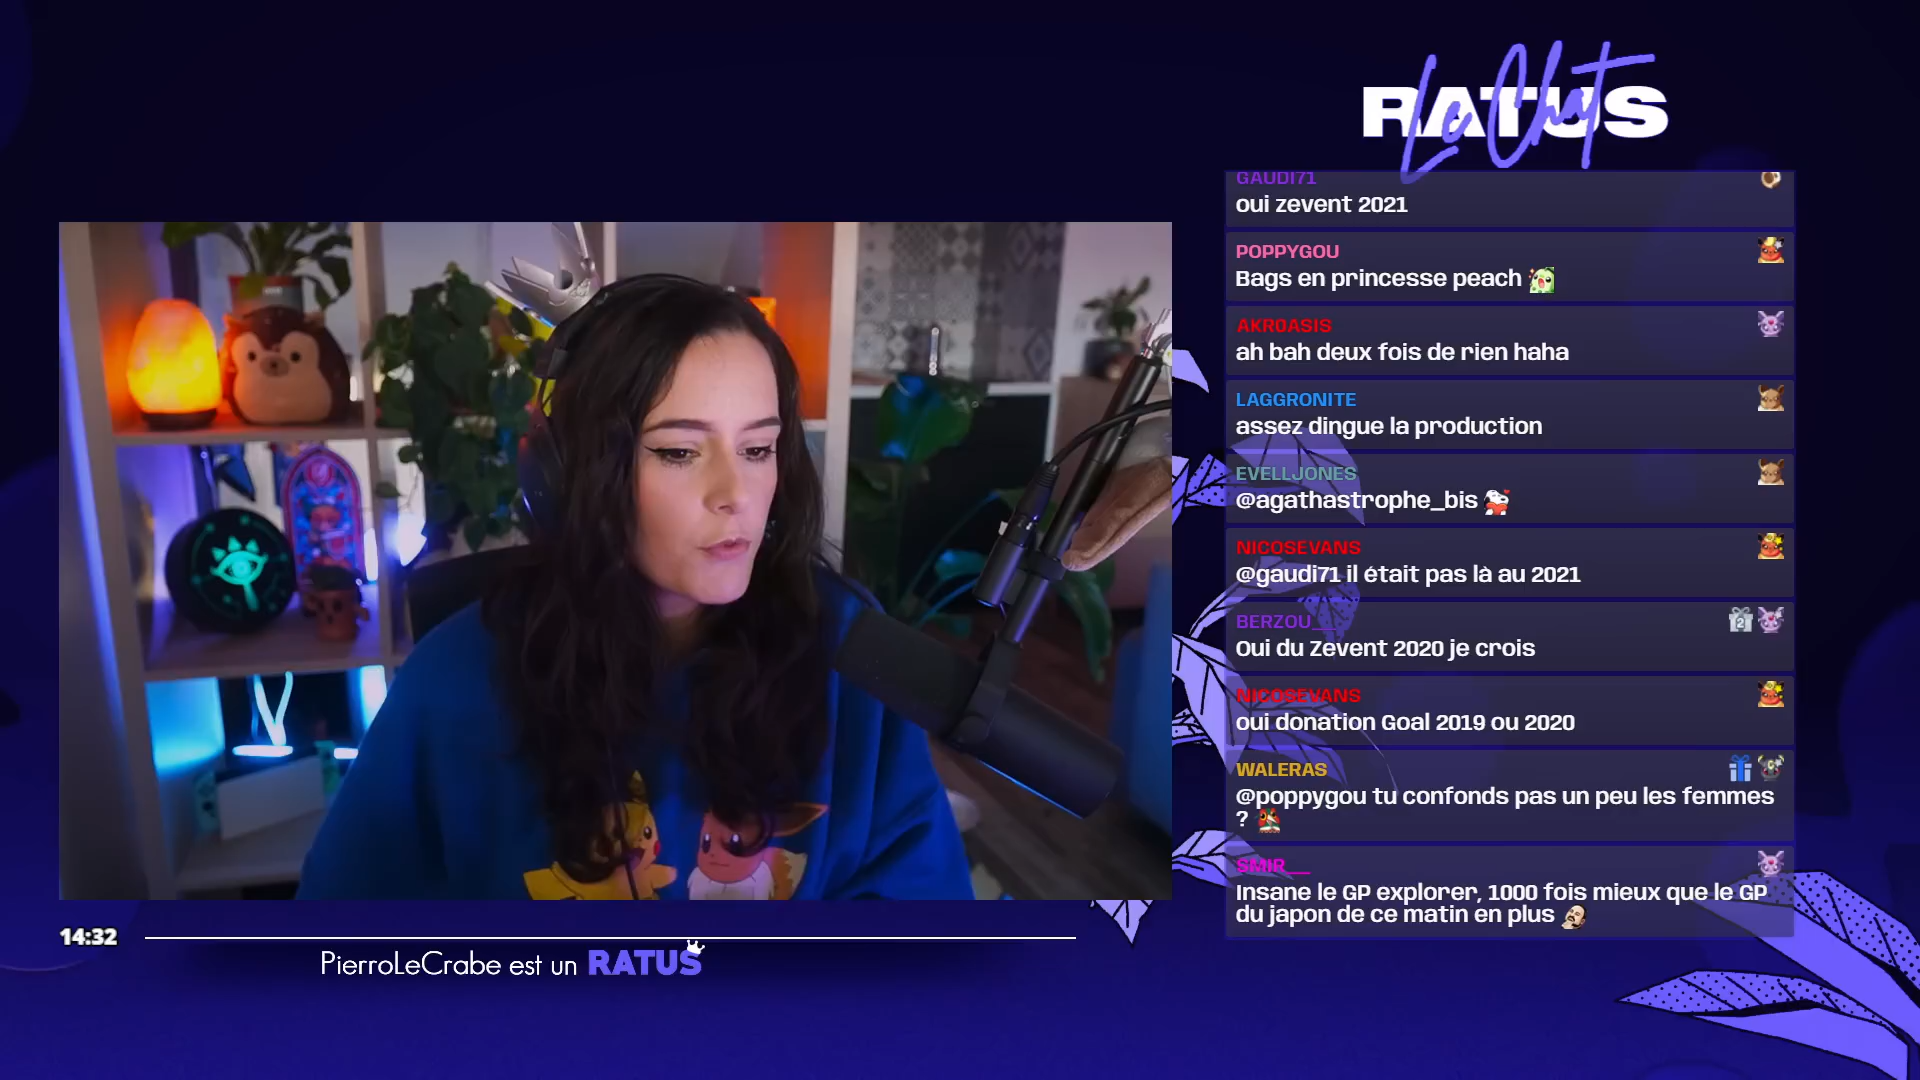 RATUS
Le Chat
GAUDI71
oui zevent 2021
POPPYGOU
Bags en princesse peach
AKR0ASIS
ah bah deux fois de rien haha
LAGGRONITE
assez dingue la production
EVELLJONES
@agathastrophe_bis
NICOSEVANS
@gaudi71 il était pas là au 2021
BERZOU__
2
Oui du Zevent 2020 je crois
NICOSEVANS
oui donation Goal 2019 ou 2020
WALERAS
@poppygou tu confonds pas un peu les femmes
?
SMIR__
Insane le GP explorer, 1000 fois mieux que le GP
du japon de ce matin en plus
14:32
PierroLeCrabe est un RATUS